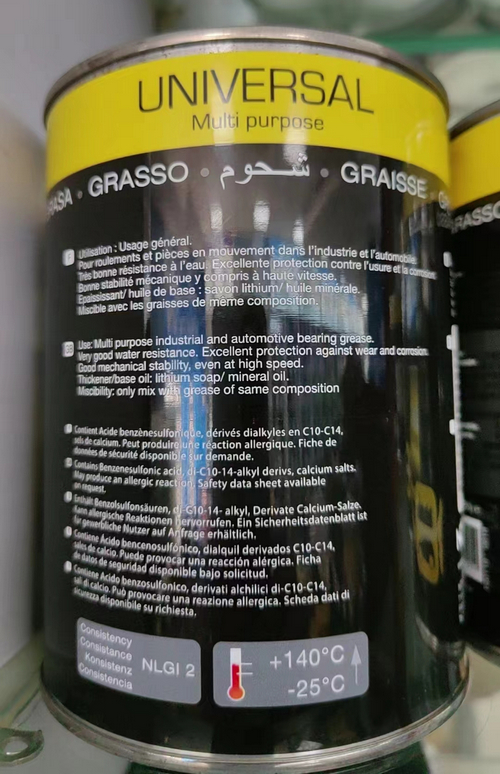 UNIVERSAL
Multi purpose
GRASSO • شحوم • GRAISSE
Utilisation : Usage général.
Pour roulements et pièces en mouvement dans l'industrie et l'automobile.
Très bonne résistance à l'eau. Excellente protection contre l'usure et la corrosion.
Bonne stabilité mécanique y compris à haute vitesse.
Epaississant/ huile de base : savon lithium/ huile minérale.
Miscible avec les graisses de même composition.
Use: Multi purpose industrial and automotive bearing grease.
Very good water resistance. Excellent protection against wear and corrosion.
Good mechanical stability, even at high speed.
Thickener/base oil: lithium soap/ mineral oil.
Miscibility: only mix with grease of same composition
Contient Acide benzènesulfonique, dérivés dialkyles en C10-C14,
sels de calcium. Peut produire une réaction allergique. Fiche de
données de sécurité disponible sur demande.
Contains Benzenesulfonic acid, di-C10-14-alkyl derivs, calcium salts.
May produce an allergic reaction. Safety data sheet available
on request.
Enthält Benzolsulfonsäuren, di-C10-14- alkyl, Derivate Calcium-Salze.
Kann allergische Reaktionen hervorrufen. Ein Sicherheitsdatenblatt ist
für gewerbliche Nutzer auf Anfrage erhältlich.
Contiene Acido bencenosulfonico, dialquil derivados C10-C14,
sales de calcio. Puede provocar una reacción alérgica. Ficha
de datos de seguridad disponible bajo solicitud.
Contiene Acido benzosulfonico, derivati alchilici di-C10-C14,
sali di calcio. Può provocare una reazione allergica. Scheda dati di
sicurezza disponibile su richiesta.
Consistency
Consistance
Konsistenz
Consistencia
NLGI 2
+140°C
-25°C